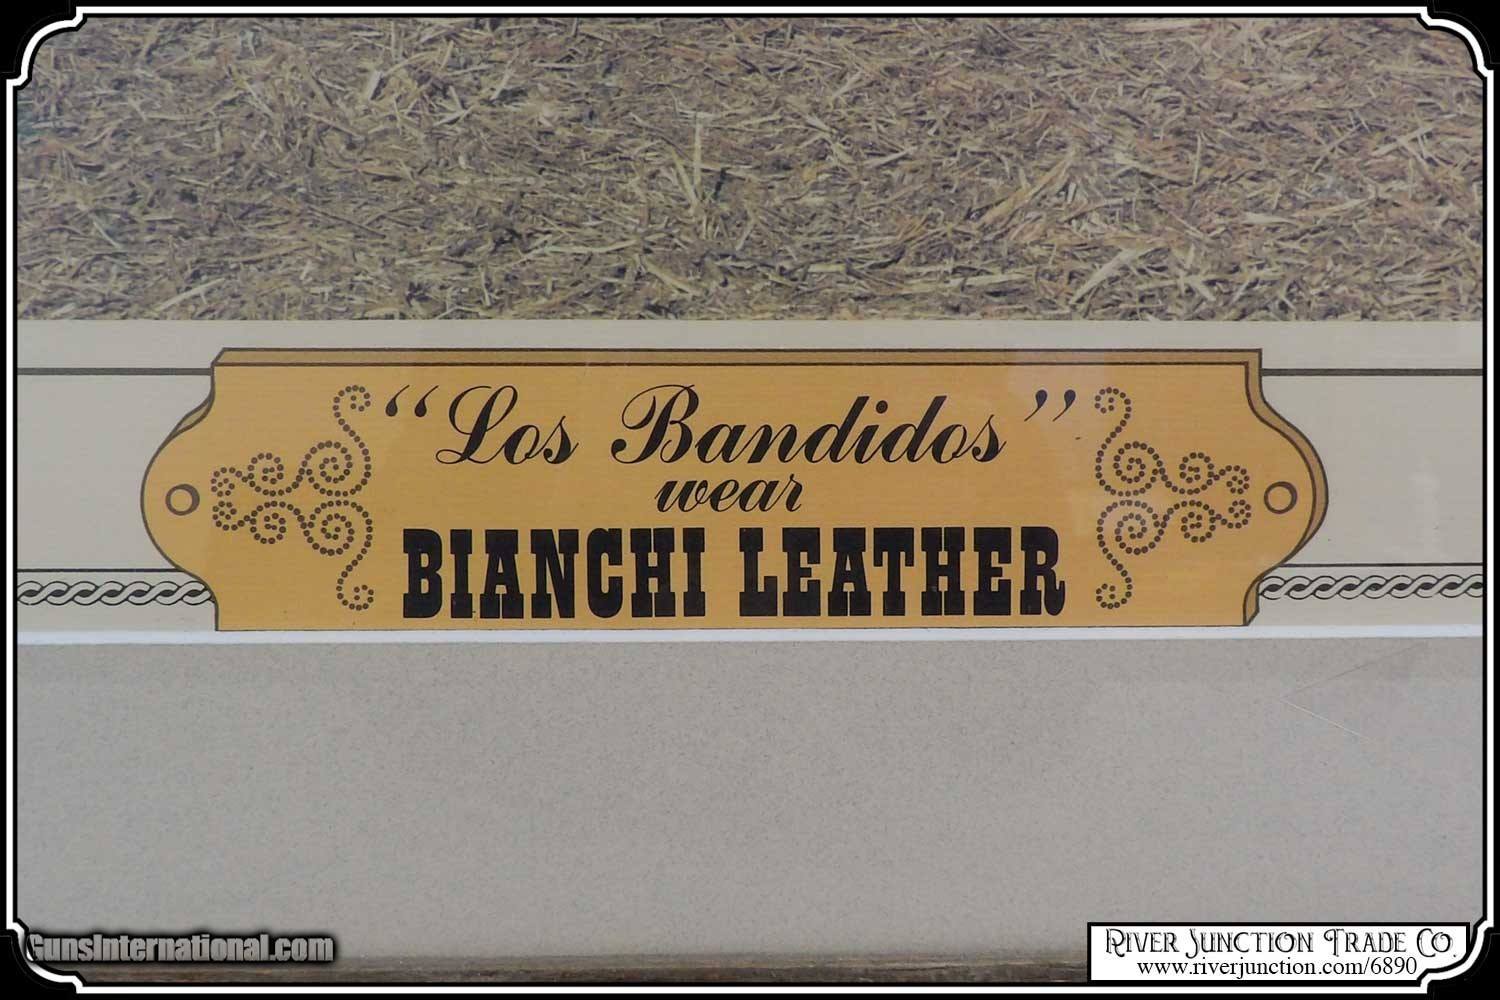 “Los Bandidos”
wear
BIANCHI LEATHER
GunsInternational.com
RIVER JUNCTION TRADE CO.
www.riverjunction.com/6890